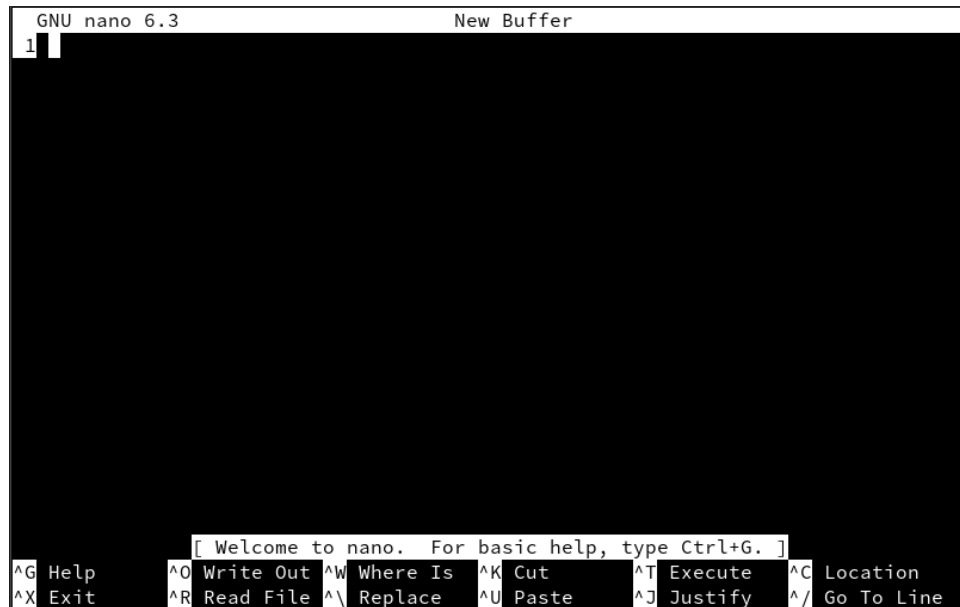 GNU nano 6.3 New Buffer
1
[ Welcome to nano.  For basic help, type Ctrl+G. ]
^G Help ^O Write Out ^W Where Is ^K Cut ^T Execute ^C Location
^X Exit ^R Read File ^\ Replace ^U Paste ^J Justify ^/ Go To Line